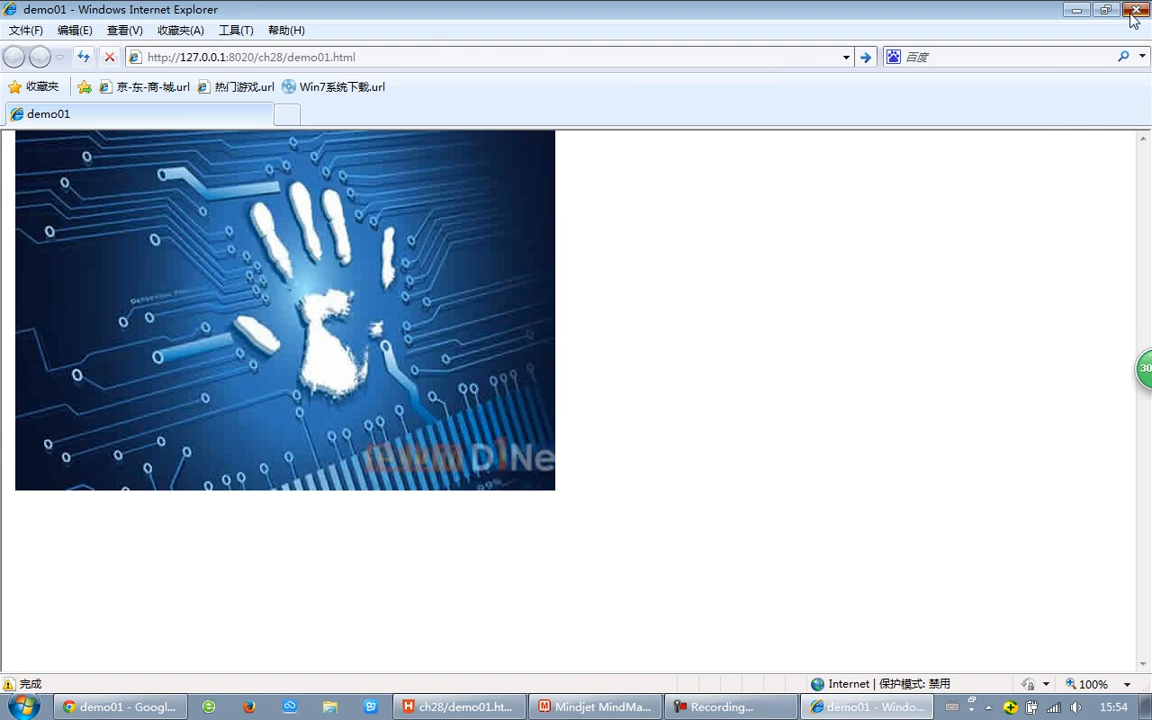 demo01 - Windows Internet Explorer
文件(F) 编辑(E) 查看(V) 收藏夹(A) 工具(T) 帮助(H)
http://127.0.0.1:8020/ch28/demo01.html 百度
收藏夹 京-东-商-城.url 热门游戏.url Win7系统下载.url
demo01
30
D1Ne
完成 Internet | 保护模式: 禁用 100%
demo01 - Googl... ch28/demo01.ht... Mindjet MindMa... Recording... demo01 - Windo... 15:54